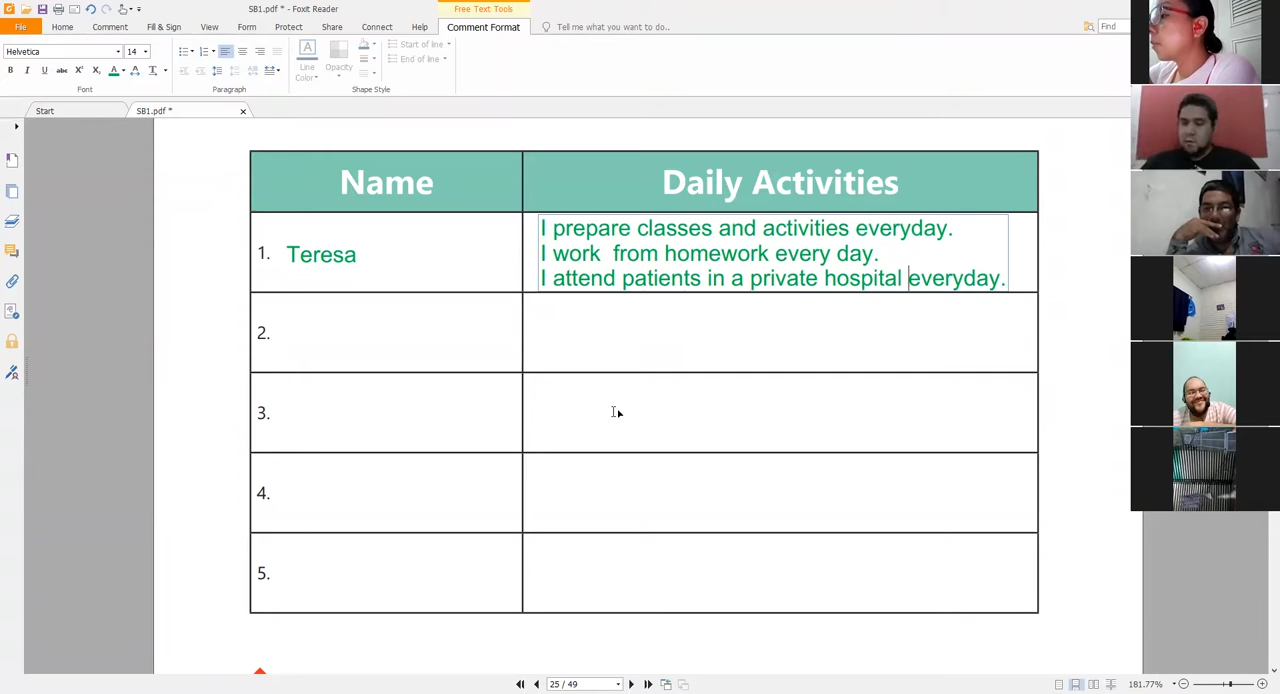 SB1.pdf * - Foxit Reader
Free Text Tools
File Home Comment Fill & Sign View Form Protect Share Connect Help Comment Format Tell me what you want to do... Find
Helvetica 14
Line Color Opacity
Start of line
End of line
B I U abc X² X₂ A T
Font Paragraph Shape Style
Start SB1.pdf *
Name Daily Activities
1. Teresa
I prepare classes and activities everyday.
I work  from homework every day.
I attend patients in a private hospital everyday.
2.
3.
4.
5.
25 / 49
181.77%